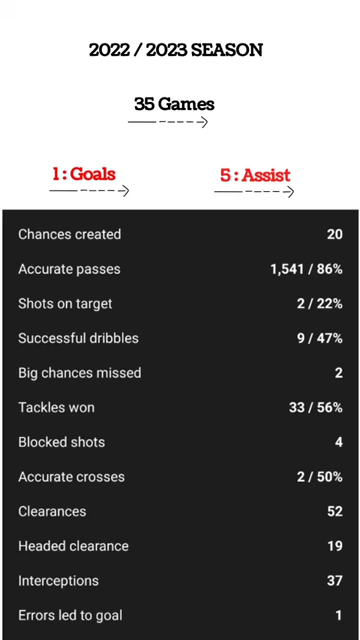 2022 / 2023 SEASON
35 Games
1 : Goals 5 : Assist
Chances created 20
Accurate passes 1,541 / 86%
Shots on target 2 / 22%
Successful dribbles 9 / 47%
Big chances missed 2
Tackles won 33 / 56%
Blocked shots 4
Accurate crosses 2 / 50%
Clearances 52
Headed clearance 19
Interceptions 37
Errors led to goal 1